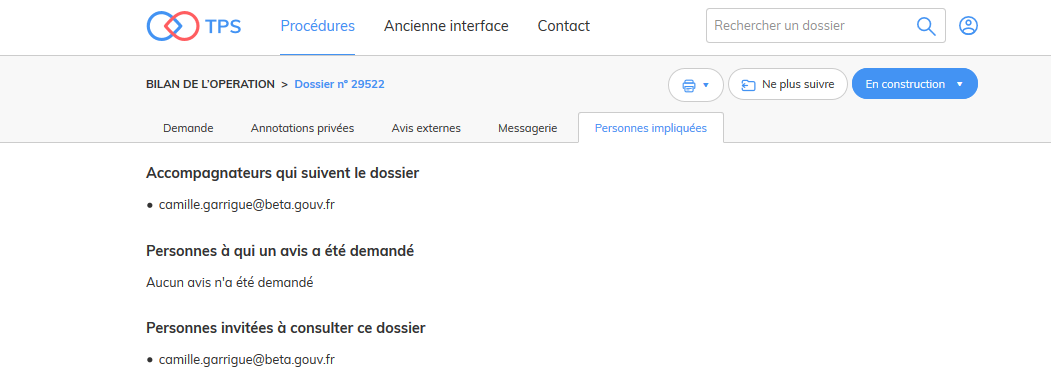 TPS Procédures Ancienne interface Contact Rechercher un dossier
BILAN DE L'OPERATION > Dossier nº 29522 Ne plus suivre En construction
Demande Annotations privées Avis externes Messagerie Personnes impliquées
Accompagnateurs qui suivent le dossier
• camille.garrigue@beta.gouv.fr
Personnes à qui un avis a été demandé
Aucun avis n'a été demandé
Personnes invitées à consulter ce dossier
• camille.garrigue@beta.gouv.fr